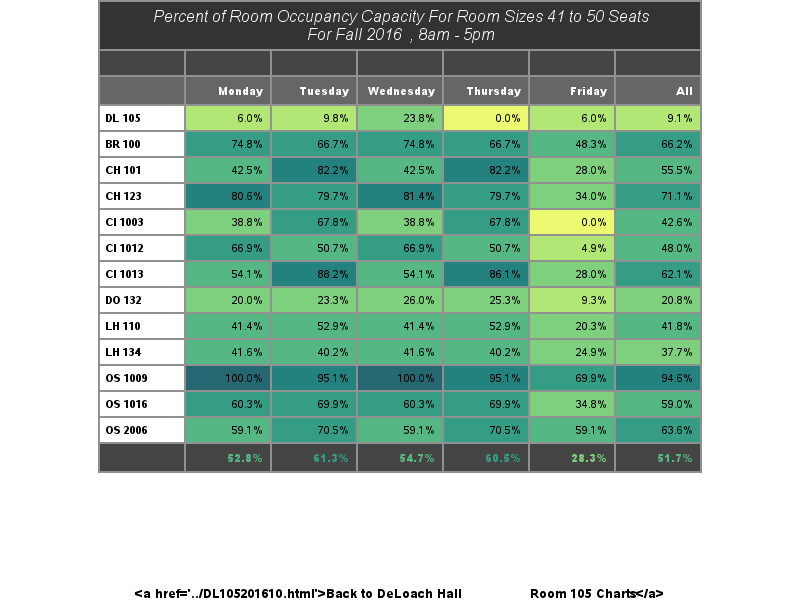 Percent of Room Occupancy Capacity For Room Sizes 41 to 50 Seats
For Fall 2016 , 8am - 5pm
Monday Tuesday Wednesday Thursday Friday All
DL 105 6.0% 9.8% 23.8% 0.0% 6.0% 9.1%
BR 100 74.8% 66.7% 74.8% 66.7% 48.3% 66.2%
CH 101 42.5% 82.2% 42.5% 82.2% 28.0% 55.5%
CH 123 80.6% 79.7% 81.4% 79.7% 34.0% 71.1%
CI 1003 38.8% 67.8% 38.8% 67.8% 0.0% 42.6%
CI 1012 66.9% 50.7% 66.9% 50.7% 4.9% 48.0%
CI 1013 54.1% 88.2% 54.1% 86.1% 28.0% 62.1%
DO 132 20.0% 23.3% 26.0% 25.3% 9.3% 20.8%
LH 110 41.4% 52.9% 41.4% 52.9% 20.3% 41.8%
LH 134 41.6% 40.2% 41.6% 40.2% 24.9% 37.7%
OS 1009 100.0% 95.1% 100.0% 95.1% 69.9% 94.6%
OS 1016 60.3% 69.9% 60.3% 69.9% 34.8% 59.0%
OS 2006 59.1% 70.5% 59.1% 70.5% 59.1% 63.6%
52.8% 61.3% 54.7% 60.5% 28.3% 51.7%
<a href='../DL105201610.html'>Back to DeLoach Hall Room 105 Charts</a>